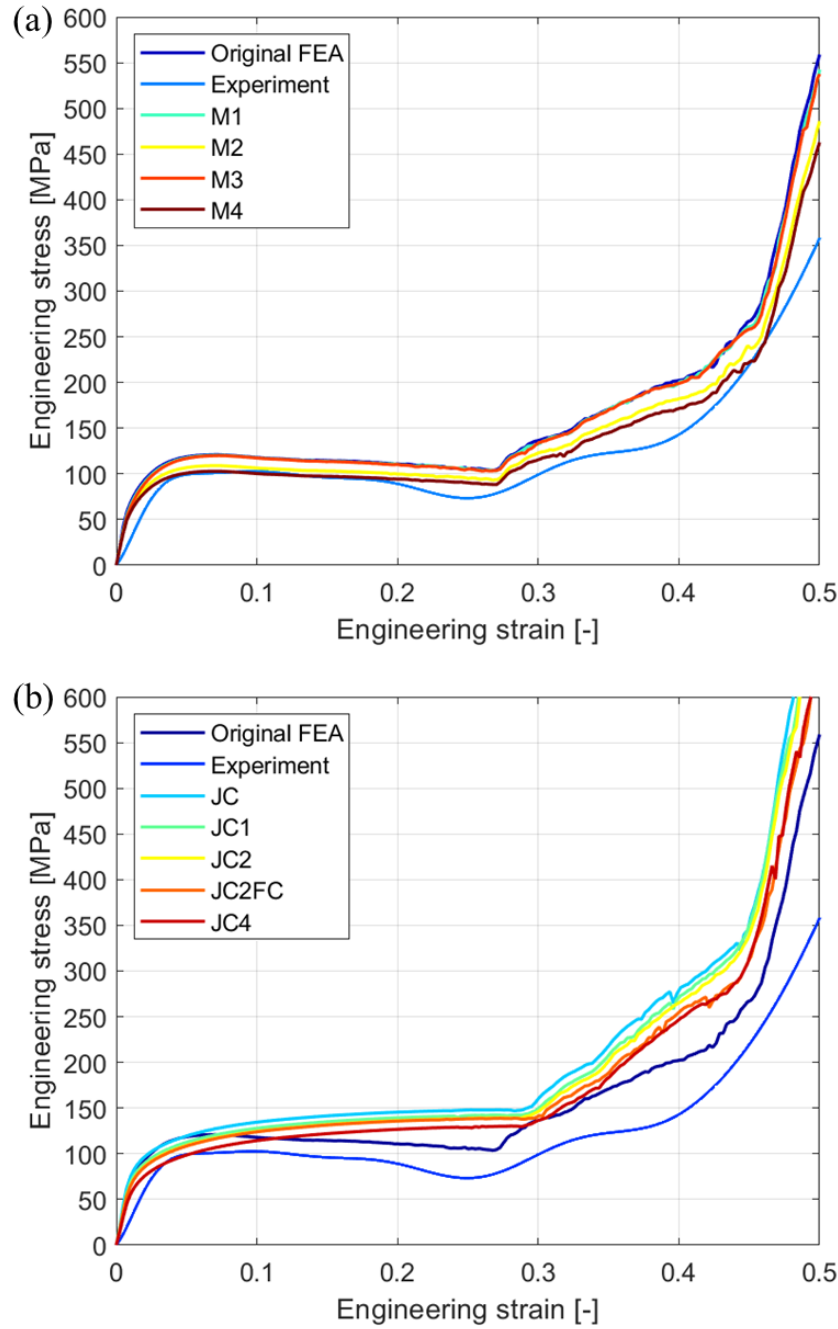 (a)
600
550
500
450
400
350
300
250
200
150
100
50
0
Engineering stress [MPa]
Original FEA
Experiment
M1
M2
M3
M4
0 0.1 0.2 0.3 0.4 0.5
Engineering strain [-]
(b)
600
550
500
450
400
350
300
250
200
150
100
50
0
Engineering stress [MPa]
Original FEA
Experiment
JC
JC1
JC2
JC2FC
JC4
0 0.1 0.2 0.3 0.4 0.5
Engineering strain [-]